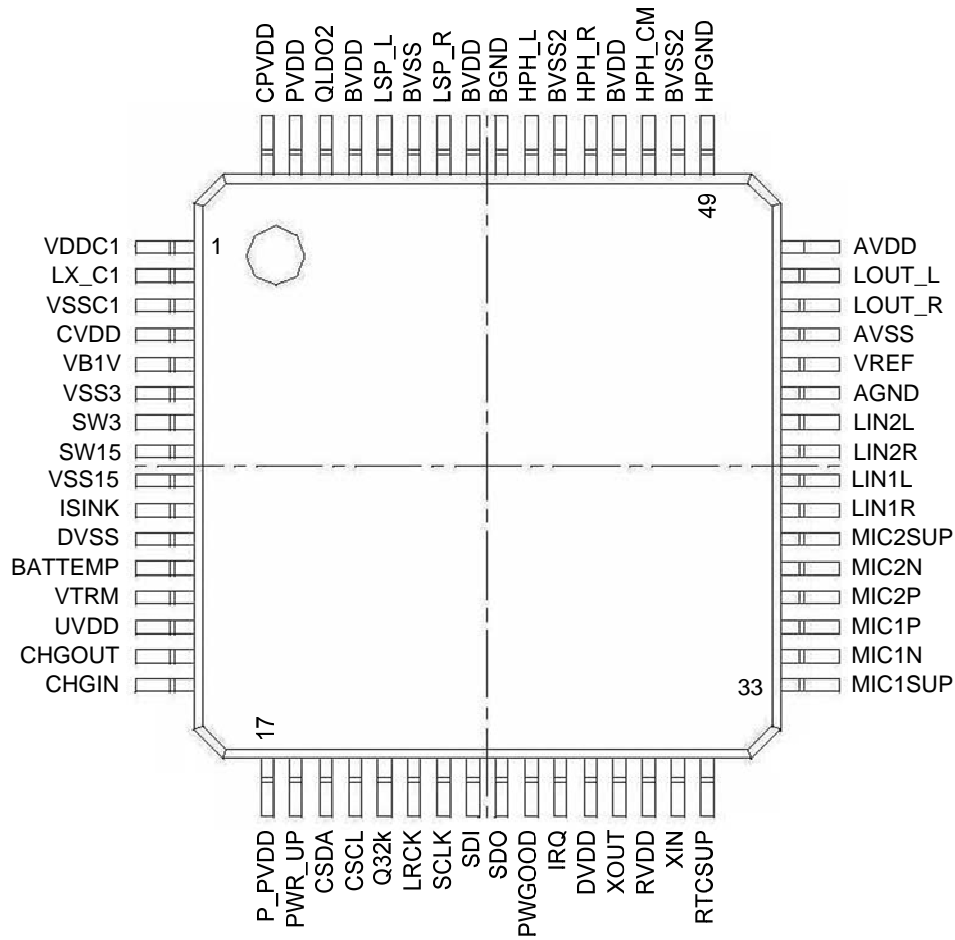 CPVDD
PVDD
QLDO2
BVDD
LSP_L
BVSS
LSP_R
BVDD
BGND
HPH_L
BVSS2
HPH_R
BVDD
HPH_CM
BVSS2
HPGND
49
1
VDDC1
LX_C1
VSSC1
CVDD
VB1V
VSS3
SW3
SW15
VSS15
ISINK
DVSS
BATTEMP
VTRM
UVDD
CHGOUT
CHGIN
AVDD
LOUT_L
LOUT_R
AVSS
VREF
AGND
LIN2L
LIN2R
LIN1L
LIN1R
MIC2SUP
MIC2N
MIC2P
MIC1P
MIC1N
MIC1SUP
33
17
P_PVDD
PWR_UP
CSDA
CSCL
Q32k
LRCK
SCLK
SDI
SDO
PWGOOD
IRQ
DVDD
XOUT
RVDD
XIN
RTCSUP